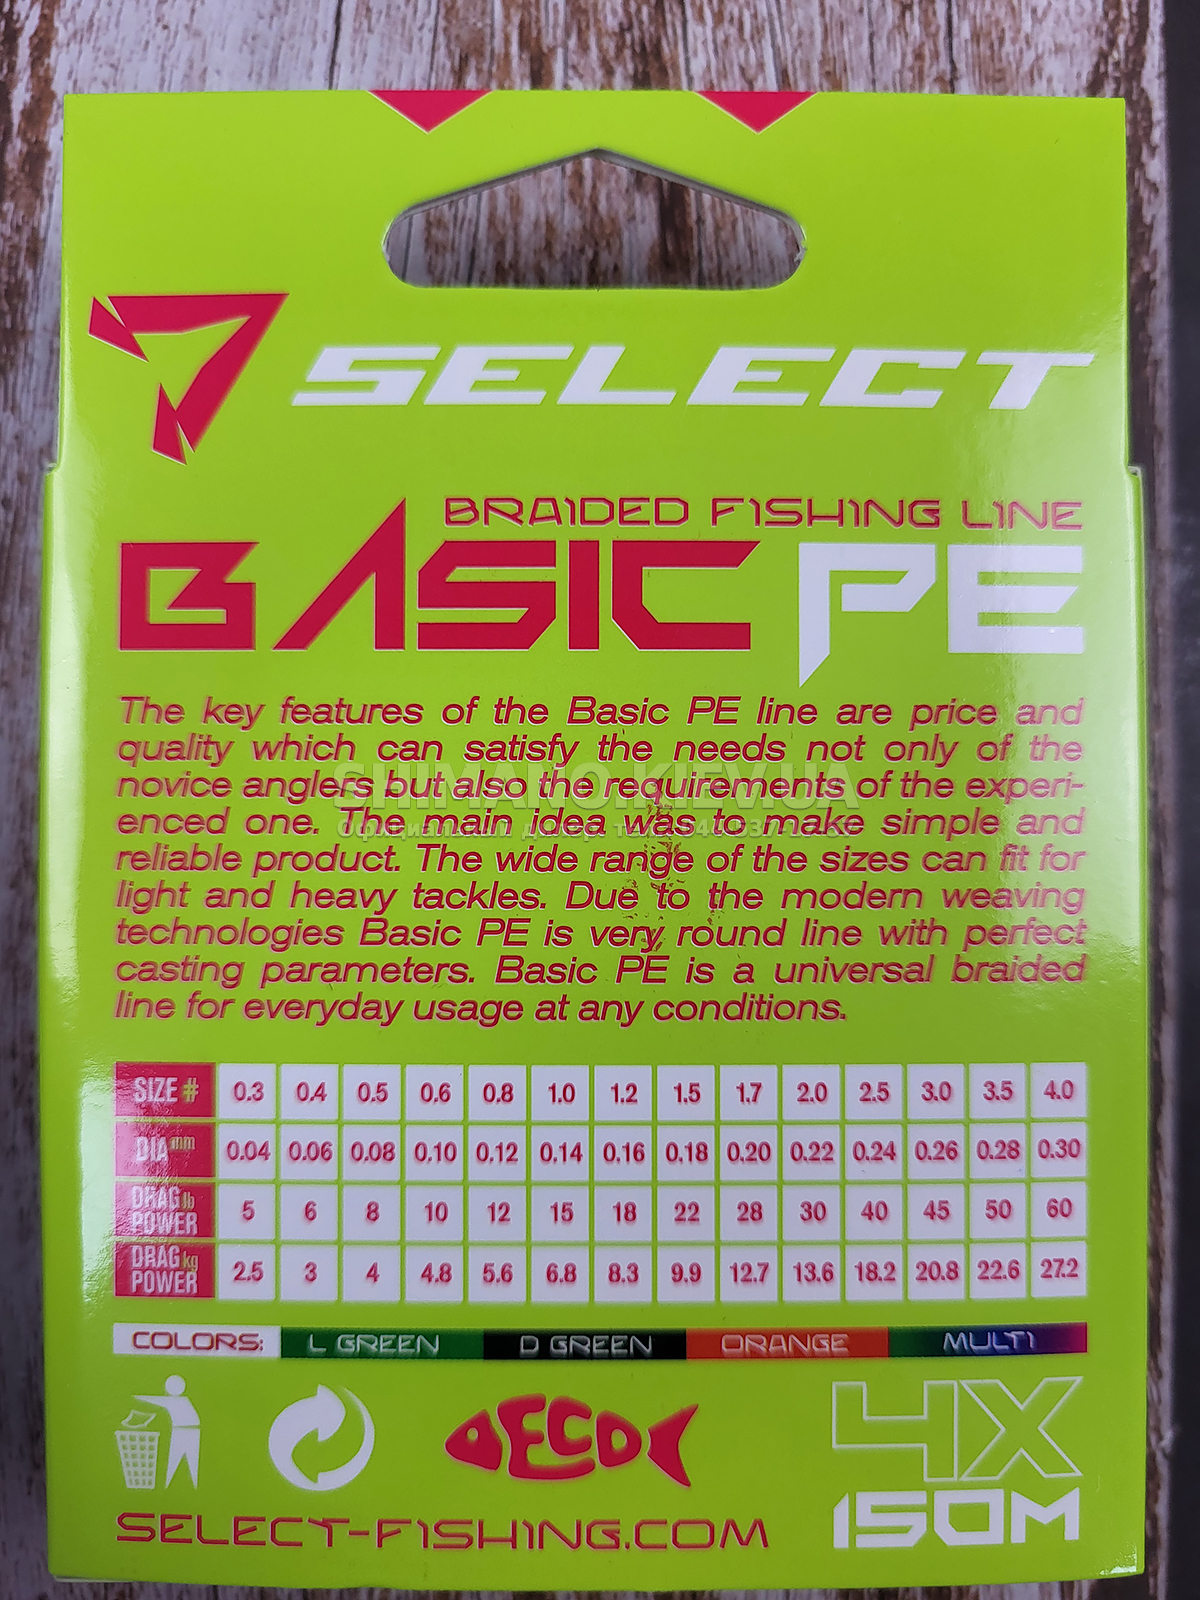 SELECT
BRAIDED FISHING LINE
BASIC PE
The key features of the Basic PE line are price and
quality which can satisfy the needs not only of the
novice anglers but also the requirements of the experi-
enced one. The main idea was to make simple and
reliable product. The wide range of the sizes can fit for
light and heavy tackles. Due to the modern weaving
technologies Basic PE is very round line with perfect
casting parameters. Basic PE is a universal braided
line for everyday usage at any conditions.
SHIMANO.KIEV.UA
Официальный дилер. тел.
SIZE # 0.3 0.4 0.5 0.6 0.8 1.0 1.2 1.5 1.7 2.0 2.5 3.0 3.5 4.0
DIA mm 0.04 0.06 0.08 0.10 0.12 0.14 0.16 0.18 0.20 0.22 0.24 0.26 0.28 0.30
DRAG lb POWER 5 6 8 10 12 15 18 22 28 30 40 45 50 60
DRAG kg POWER 2.5 3 4 4.8 5.6 6.8 8.3 9.9 12.7 13.6 18.2 20.8 22.6 27.2
COLORS: L GREEN D GREEN ORANGE MULTI
ECO
4X
150M
SELECT-FISHING.COM